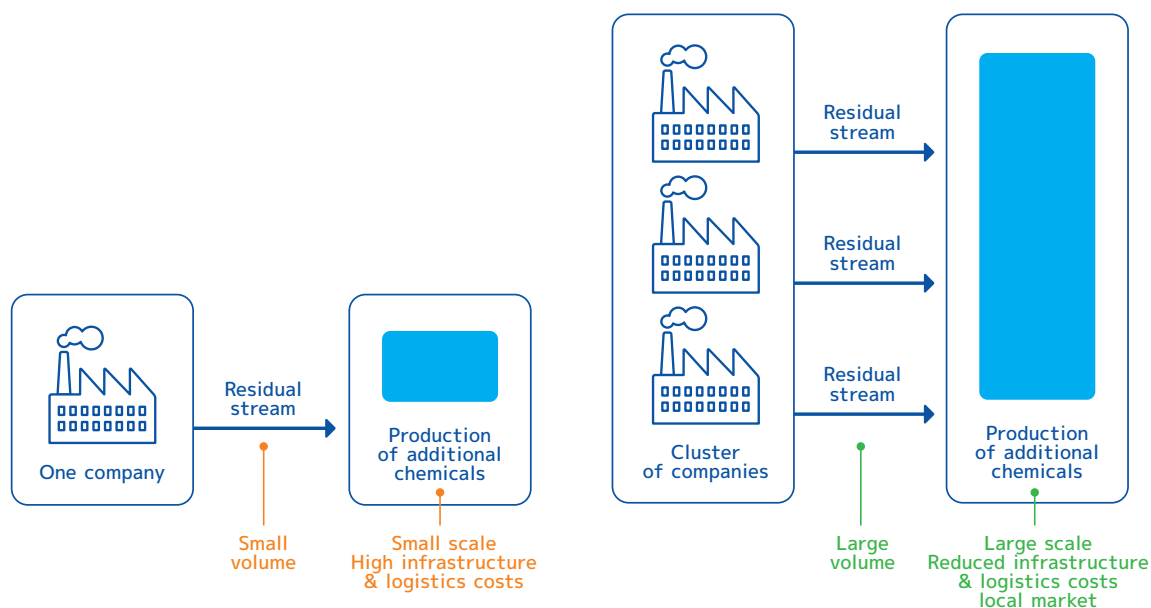 Residual
stream
One company
Production
of additional
chemicals
Small
volume
Small scale
High infrastructure
& logistics costs
Residual
stream
Residual
stream
Residual
stream
Cluster
of companies
Production
of additional
chemicals
Large
volume
Large scale
Reduced infrastructure
& logistics costs
local market